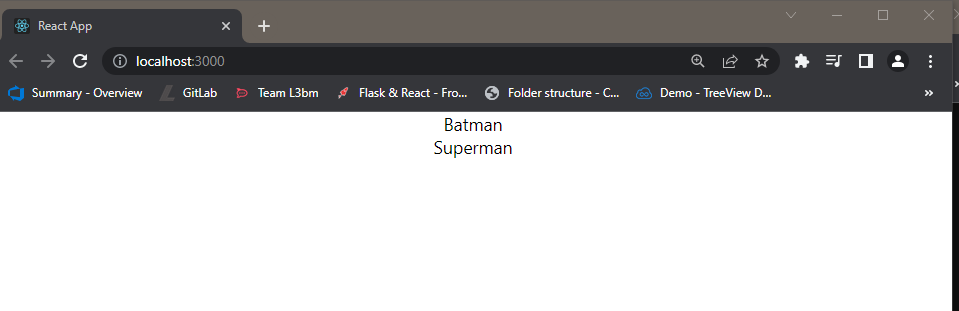 React App
localhost:3000
Summary - Overview GitLab Team L3bm Flask & React - Fro... Folder structure - C... Demo - TreeView D... »
Batman
Superman